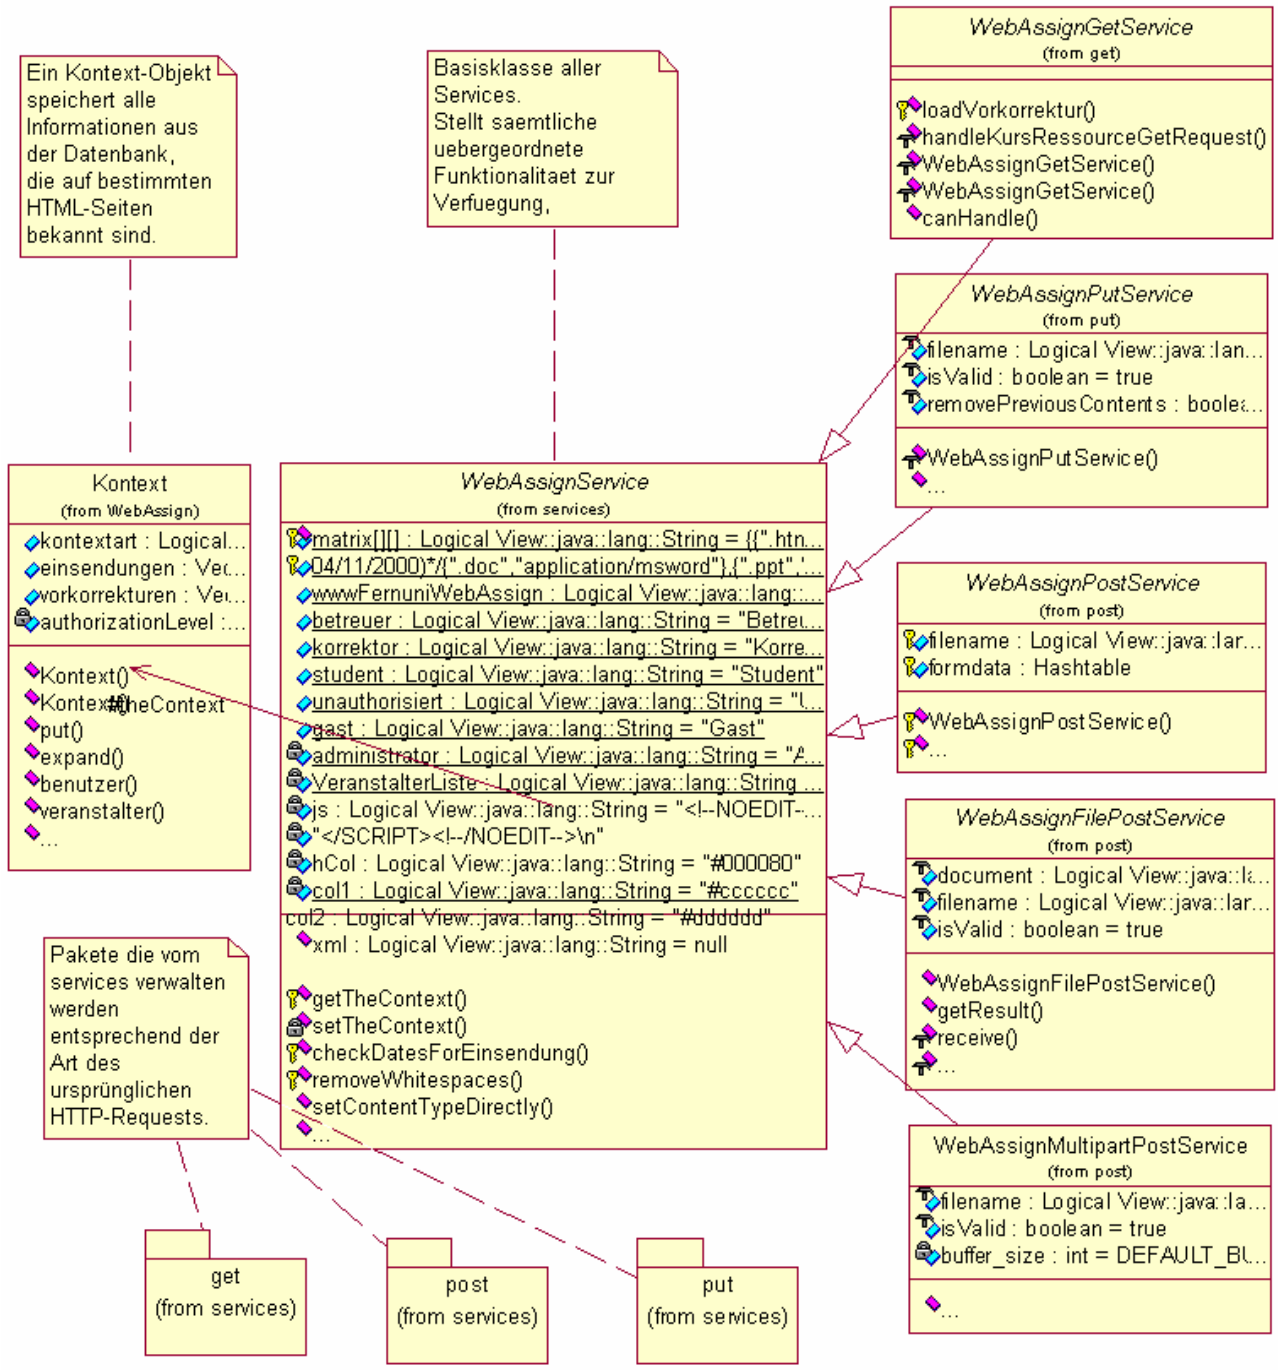 Ein Kontext-Objekt
speichert alle
Informationen aus
der Datenbank,
die auf bestimmten
HTML-Seiten
bekannt sind.
Basisklasse aller
Services.
Stellt saemtliche
uebergeordnete
Funktionalitaet zur
Verfuegung,
WebAssignGetService
(from get)
loadVorkorrektur()
handleKursRessourceGetRequest()
WebAssignGetService()
WebAssignGetService()
canHandle()
WebAssignPutService
(from put)
filename : Logical View::java::lan...
isValid : boolean = true
removePreviousContents : boolea...
WebAssignPutService()
...
Kontext
(from WebAssign)
kontextart : Logical...
einsendungen : Vec...
vorkorrekturen : Vec...
authorizationLevel :...
Kontext()
Kontext()
#theContext
put()
expand()
benutzer()
veranstalter()
...
WebAssignService
(from services)
matrix[][] : Logical View::java::lang::String = {{".htn...
04/11/2000)*/{".doc","application/msword"},{".ppt",'...
wwwFernuniWebAssign : Logical View::java::lang::...
betreuer : Logical View::java::lang::String = "Betreu...
korrektor : Logical View::java::lang::String = "Korre...
student : Logical View::java::lang::String = "Student"
unauthorisiert : Logical View::java::lang::String = "U...
gast : Logical View::java::lang::String = "Gast"
administrator : Logical View::java::lang::String = "A...
VeranstalterListe : Logical View::java::lang::String ...
js : Logical View::java::lang::String = "<!--NOEDIT-...
"</SCRIPT><!--/NOEDIT-->\n"
hCol : Logical View::java::lang::String = "#000080"
col1 : Logical View::java::lang::String = "#cccccc"
col2 : Logical View::java::lang::String = "#dddddd"
xml : Logical View::java::lang::String = null
getTheContext()
setTheContext()
checkDatesForEinsendung()
removeWhitespaces()
setContentTypeDirectly()
...
WebAssignPostService
(from post)
filename : Logical View::java::lar...
formdata : Hashtable
WebAssignPostService()
...
WebAssignFilePostService
(from post)
document : Logical View::java::la...
filename : Logical View::java::lar...
isValid : boolean = true
WebAssignFilePostService()
getResult()
receive()
...
Pakete die vom
services verwalten
werden
entsprechend der
Art des
ursprünglichen
HTTP-Requests.
WebAssignMultipartPostService
(from post)
filename : Logical View::java::la...
isValid : boolean = true
buffer_size : int = DEFAULT_BU...
...
get
(from services)
post
(from services)
put
(from services)